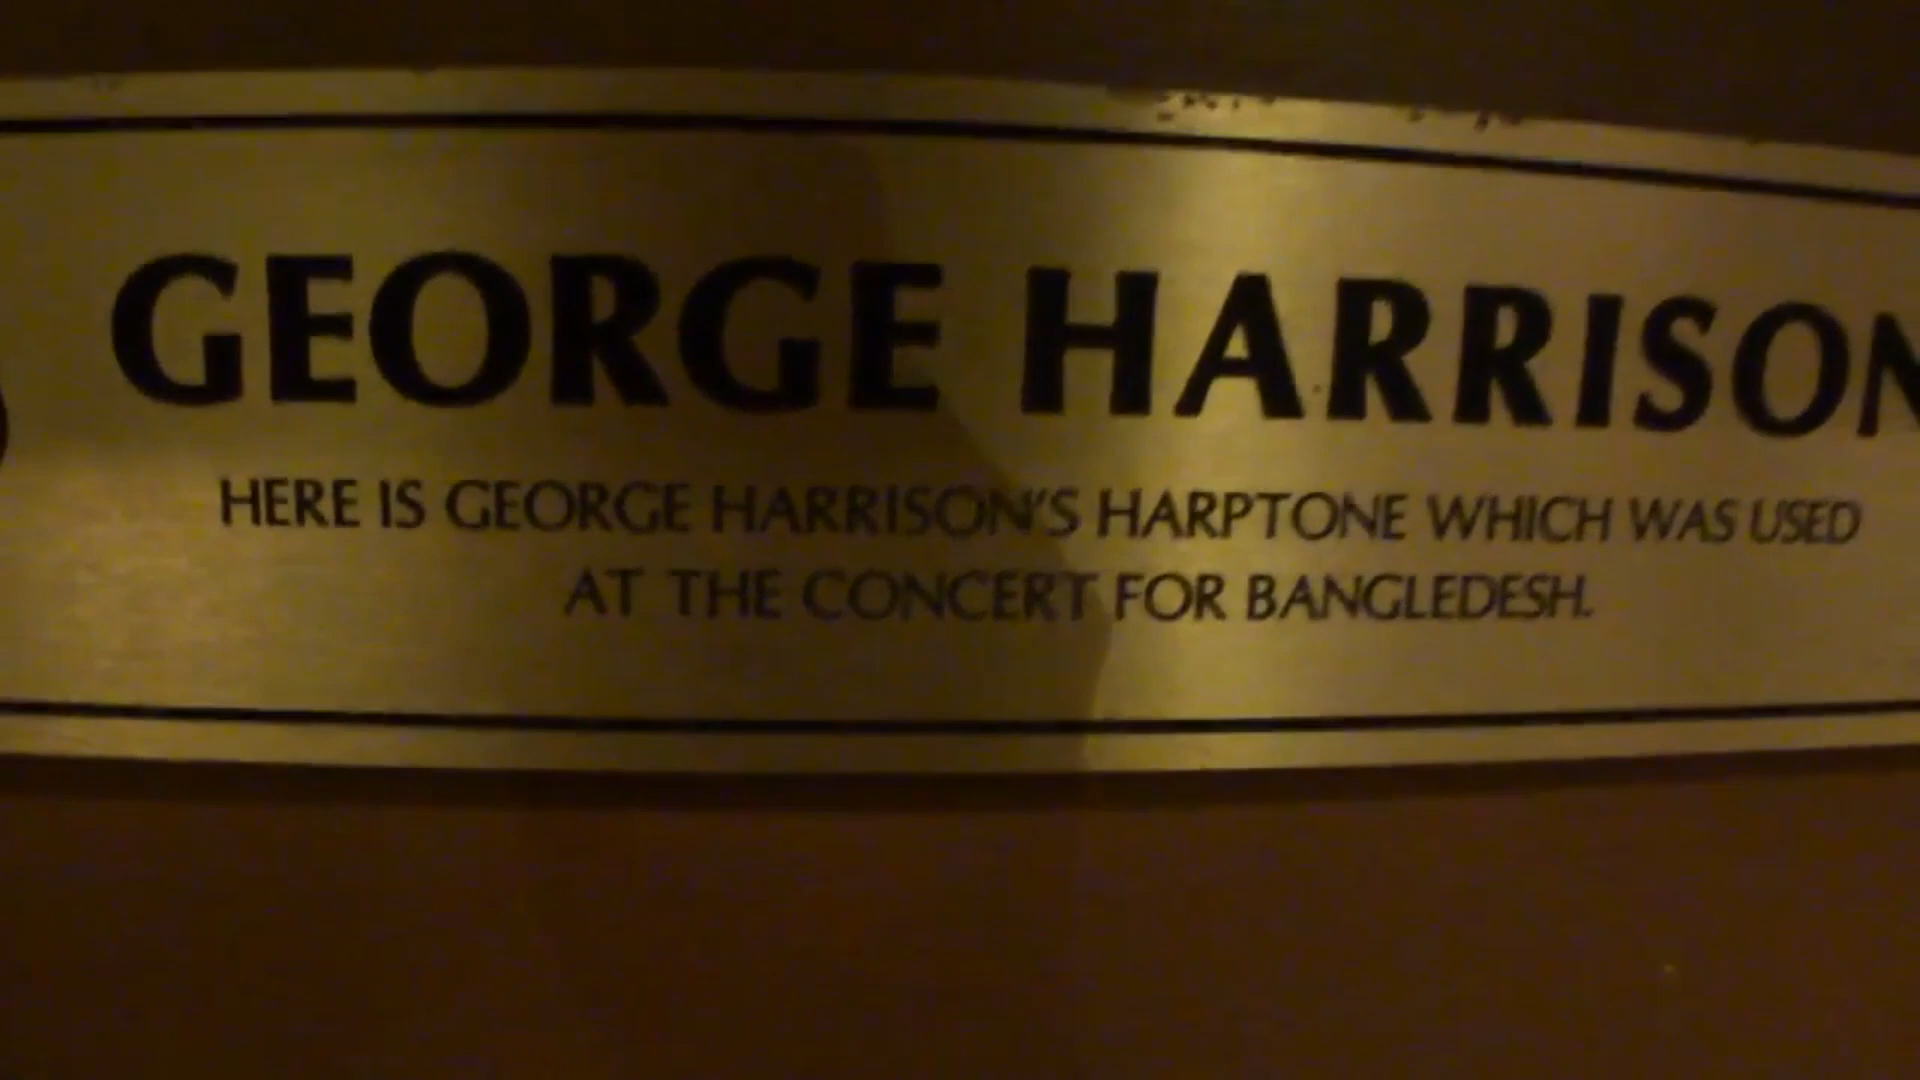 GEORGE HARRISON
HERE IS GEORGE HARRISON'S HARPTONE WHICH WAS USED
AT THE CONCERT FOR BANGLEDESH.